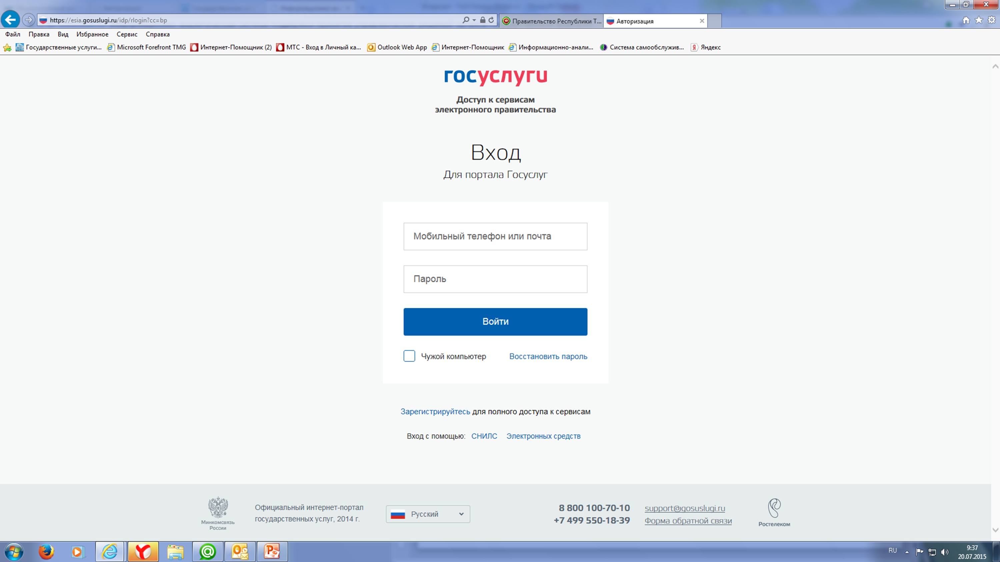 https://esia.gosuslugi.ru/idp/rlogin?cc=bp
Правительство Республики Т...
Авторизация
Файл Правка Вид Избранное Сервис Справка
Государственные услуги... Microsoft Forefront TMG Интернет-Помощник (2) МТС - Вход в Личный ка... Outlook Web App Интернет-Помощник Информационно-анали... Система самообслужив... Яндекс
госуслуги
Доступ к сервисам
электронного правительства
Вход
Для портала Госуслуг
Мобильный телефон или почта
Пароль
Войти
Чужой компьютер Восстановить пароль
Зарегистрируйтесь для полного доступа к сервисам
Вход с помощью: СНИЛС Электронных средств
Минкомсвязь
России
Официальный интернет-портал
государственных услуг, 2014 г.
Русский
8 800 100-70-10
+7 499 550-18-39
support@gosuslugi.ru
Форма обратной связи
Ростелеком
RU
9:37
20.07.2015